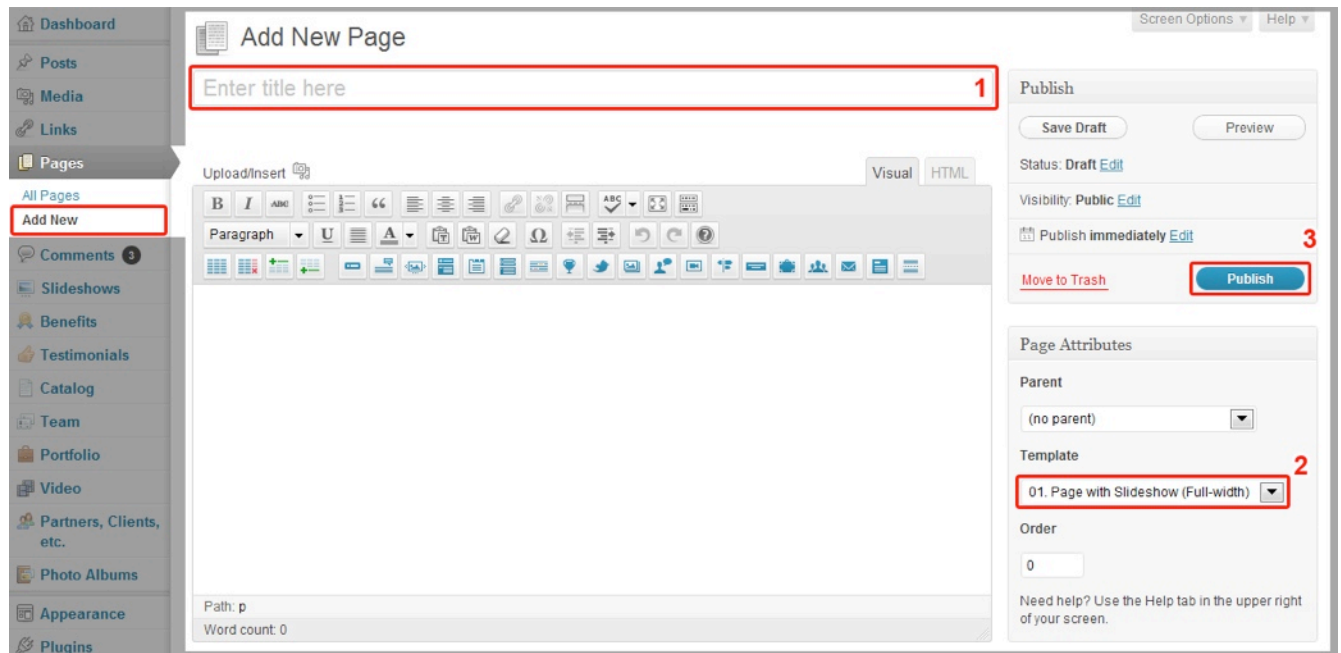 Dashboard
Posts
Media
Links
Pages
All Pages
Add New
Comments 3
Slideshows
Benefits
Testimonials
Catalog
Team
Portfolio
Video
Partners, Clients,
etc.
Photo Albums
Appearance
Plugins
Screen Options
Help
Add New Page
Enter title here
1
Upload/Insert
Visual
HTML
B I ABC ABC
Paragraph U A T W Ω
Path: p
Word count: 0
Publish
Save Draft
Preview
Status: Draft Edit
Visibility: Public Edit
Publish immediately Edit
3
Move to Trash
Publish
Page Attributes
Parent
(no parent)
Template
2
01. Page with Slideshow (Full-width)
Order
0
Need help? Use the Help tab in the upper right
of your screen.